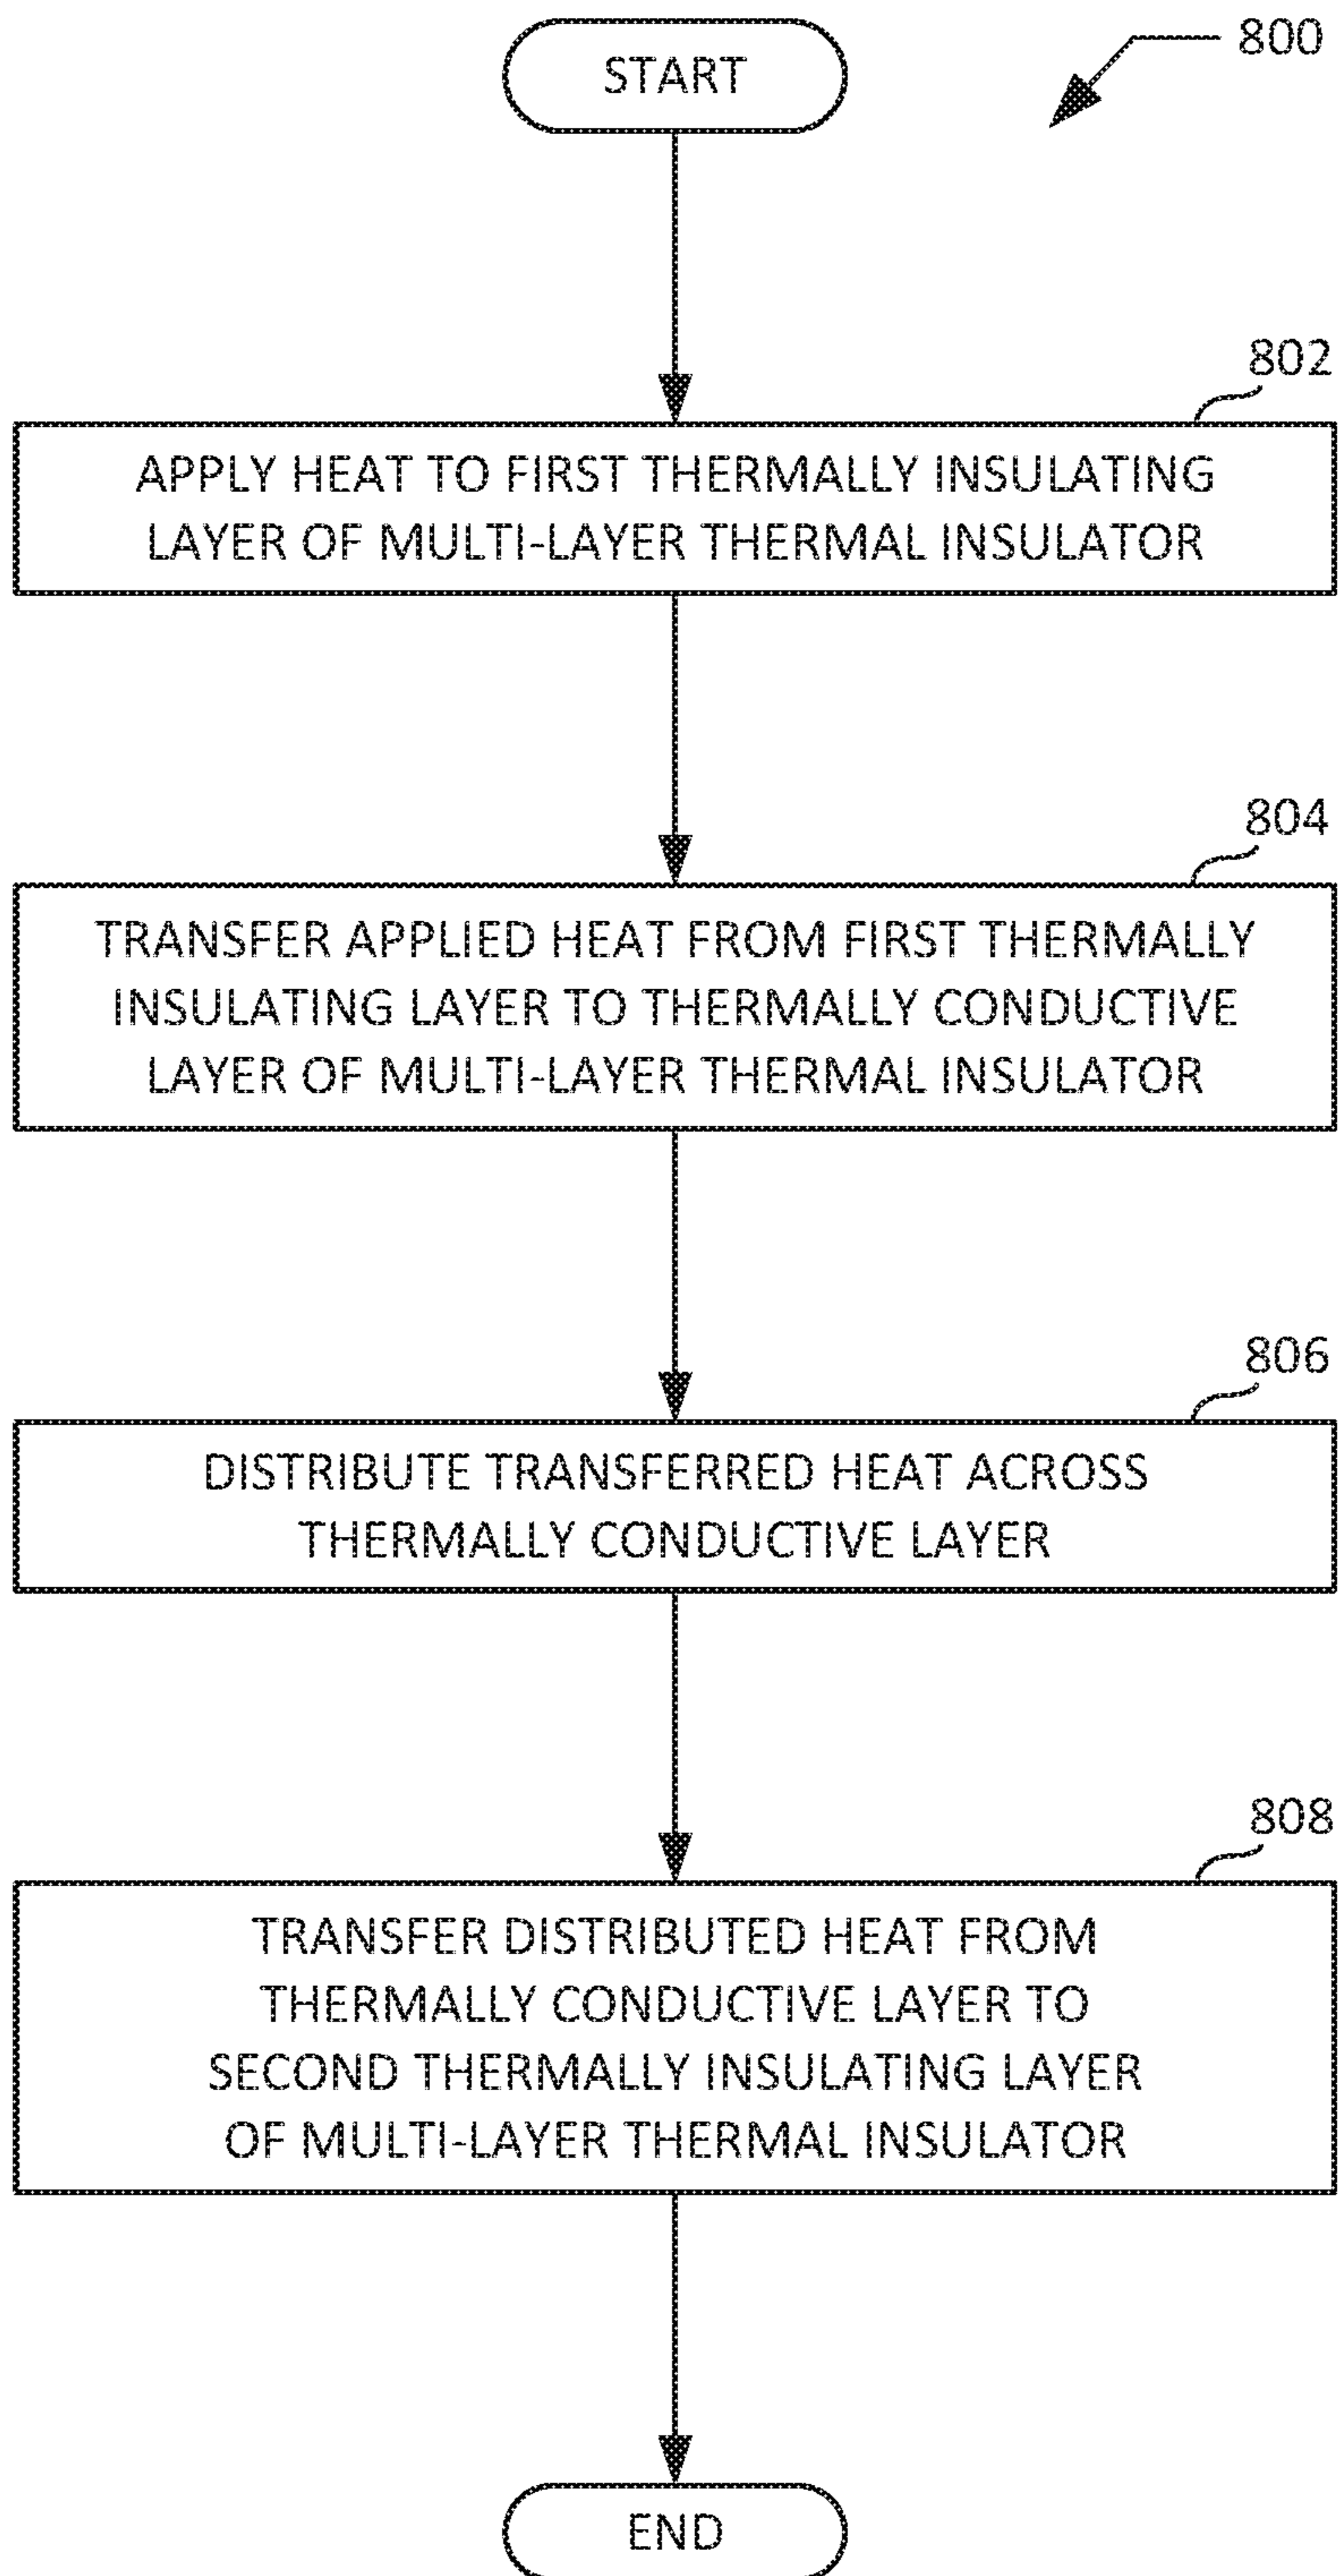 START
800
802
APPLY HEAT TO FIRST THERMALLY INSULATING
LAYER OF MULTI-LAYER THERMAL INSULATOR
804
TRANSFER APPLIED HEAT FROM FIRST THERMALLY
INSULATING LAYER TO THERMALLY CONDUCTIVE
LAYER OF MULTI-LAYER THERMAL INSULATOR
806
DISTRIBUTE TRANSFERRED HEAT ACROSS
THERMALLY CONDUCTIVE LAYER
808
TRANSFER DISTRIBUTED HEAT FROM
THERMALLY CONDUCTIVE LAYER TO
SECOND THERMALLY INSULATING LAYER
OF MULTI-LAYER THERMAL INSULATOR
END